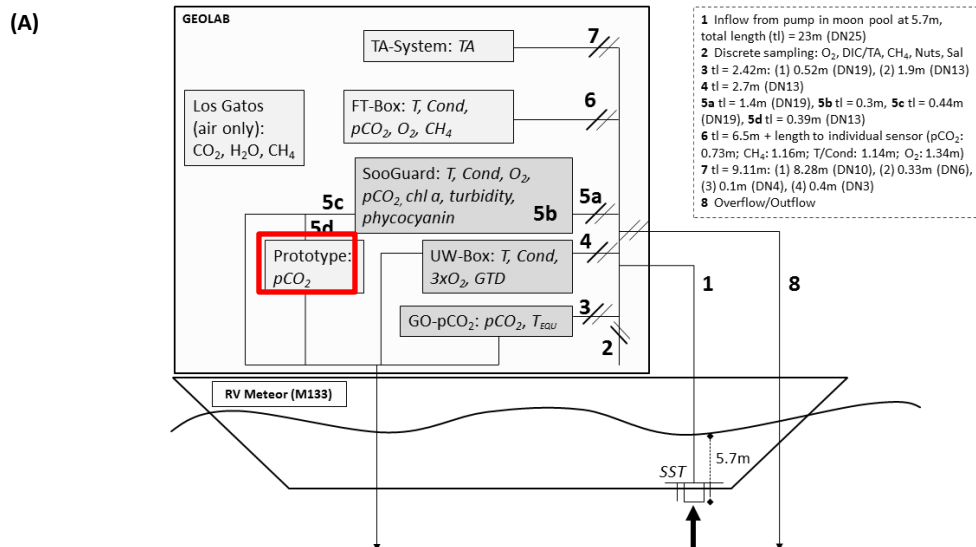 (A)
GEOLAB
TA-System: TA
7
FT-Box: T, Cond,
pCO₂, O₂, CH₄
6
Los Gatos
(air only):
CO₂, H₂O, CH₄
SooGuard: T, Cond, O₂,
pCO₂, chl a, turbidity,
phycocyanin
5c
5b
5a
5d
Prototype:
pCO₂
UW-Box: T, Cond,
3xO₂, GTD
4
GO-pCO₂: pCO₂, T_EQU
3
2
1
8
1 Inflow from pump in moon pool at 5.7m,
total length (tl) = 23m (DN25)
2 Discrete sampling: O₂, DIC/TA, CH₄, Nuts, Sal
3 tl = 2.42m: (1) 0.52m (DN19), (2) 1.9m (DN13)
4 tl = 2.7m (DN13)
5a tl = 1.4m (DN19), 5b tl = 0.3m, 5c tl = 0.44m
(DN19), 5d tl = 0.39m (DN13)
6 tl = 6.5m + length to individual sensor (pCO₂:
0.73m; CH₄: 1.16m; T/Cond: 1.14m; O₂: 1.34m)
7 tl = 9.11m: (1) 8.28m (DN10), (2) 0.33m (DN6),
(3) 0.1m (DN4), (4) 0.4m (DN3)
8 Overflow/Outflow
RV Meteor (M133)
SST
5.7m